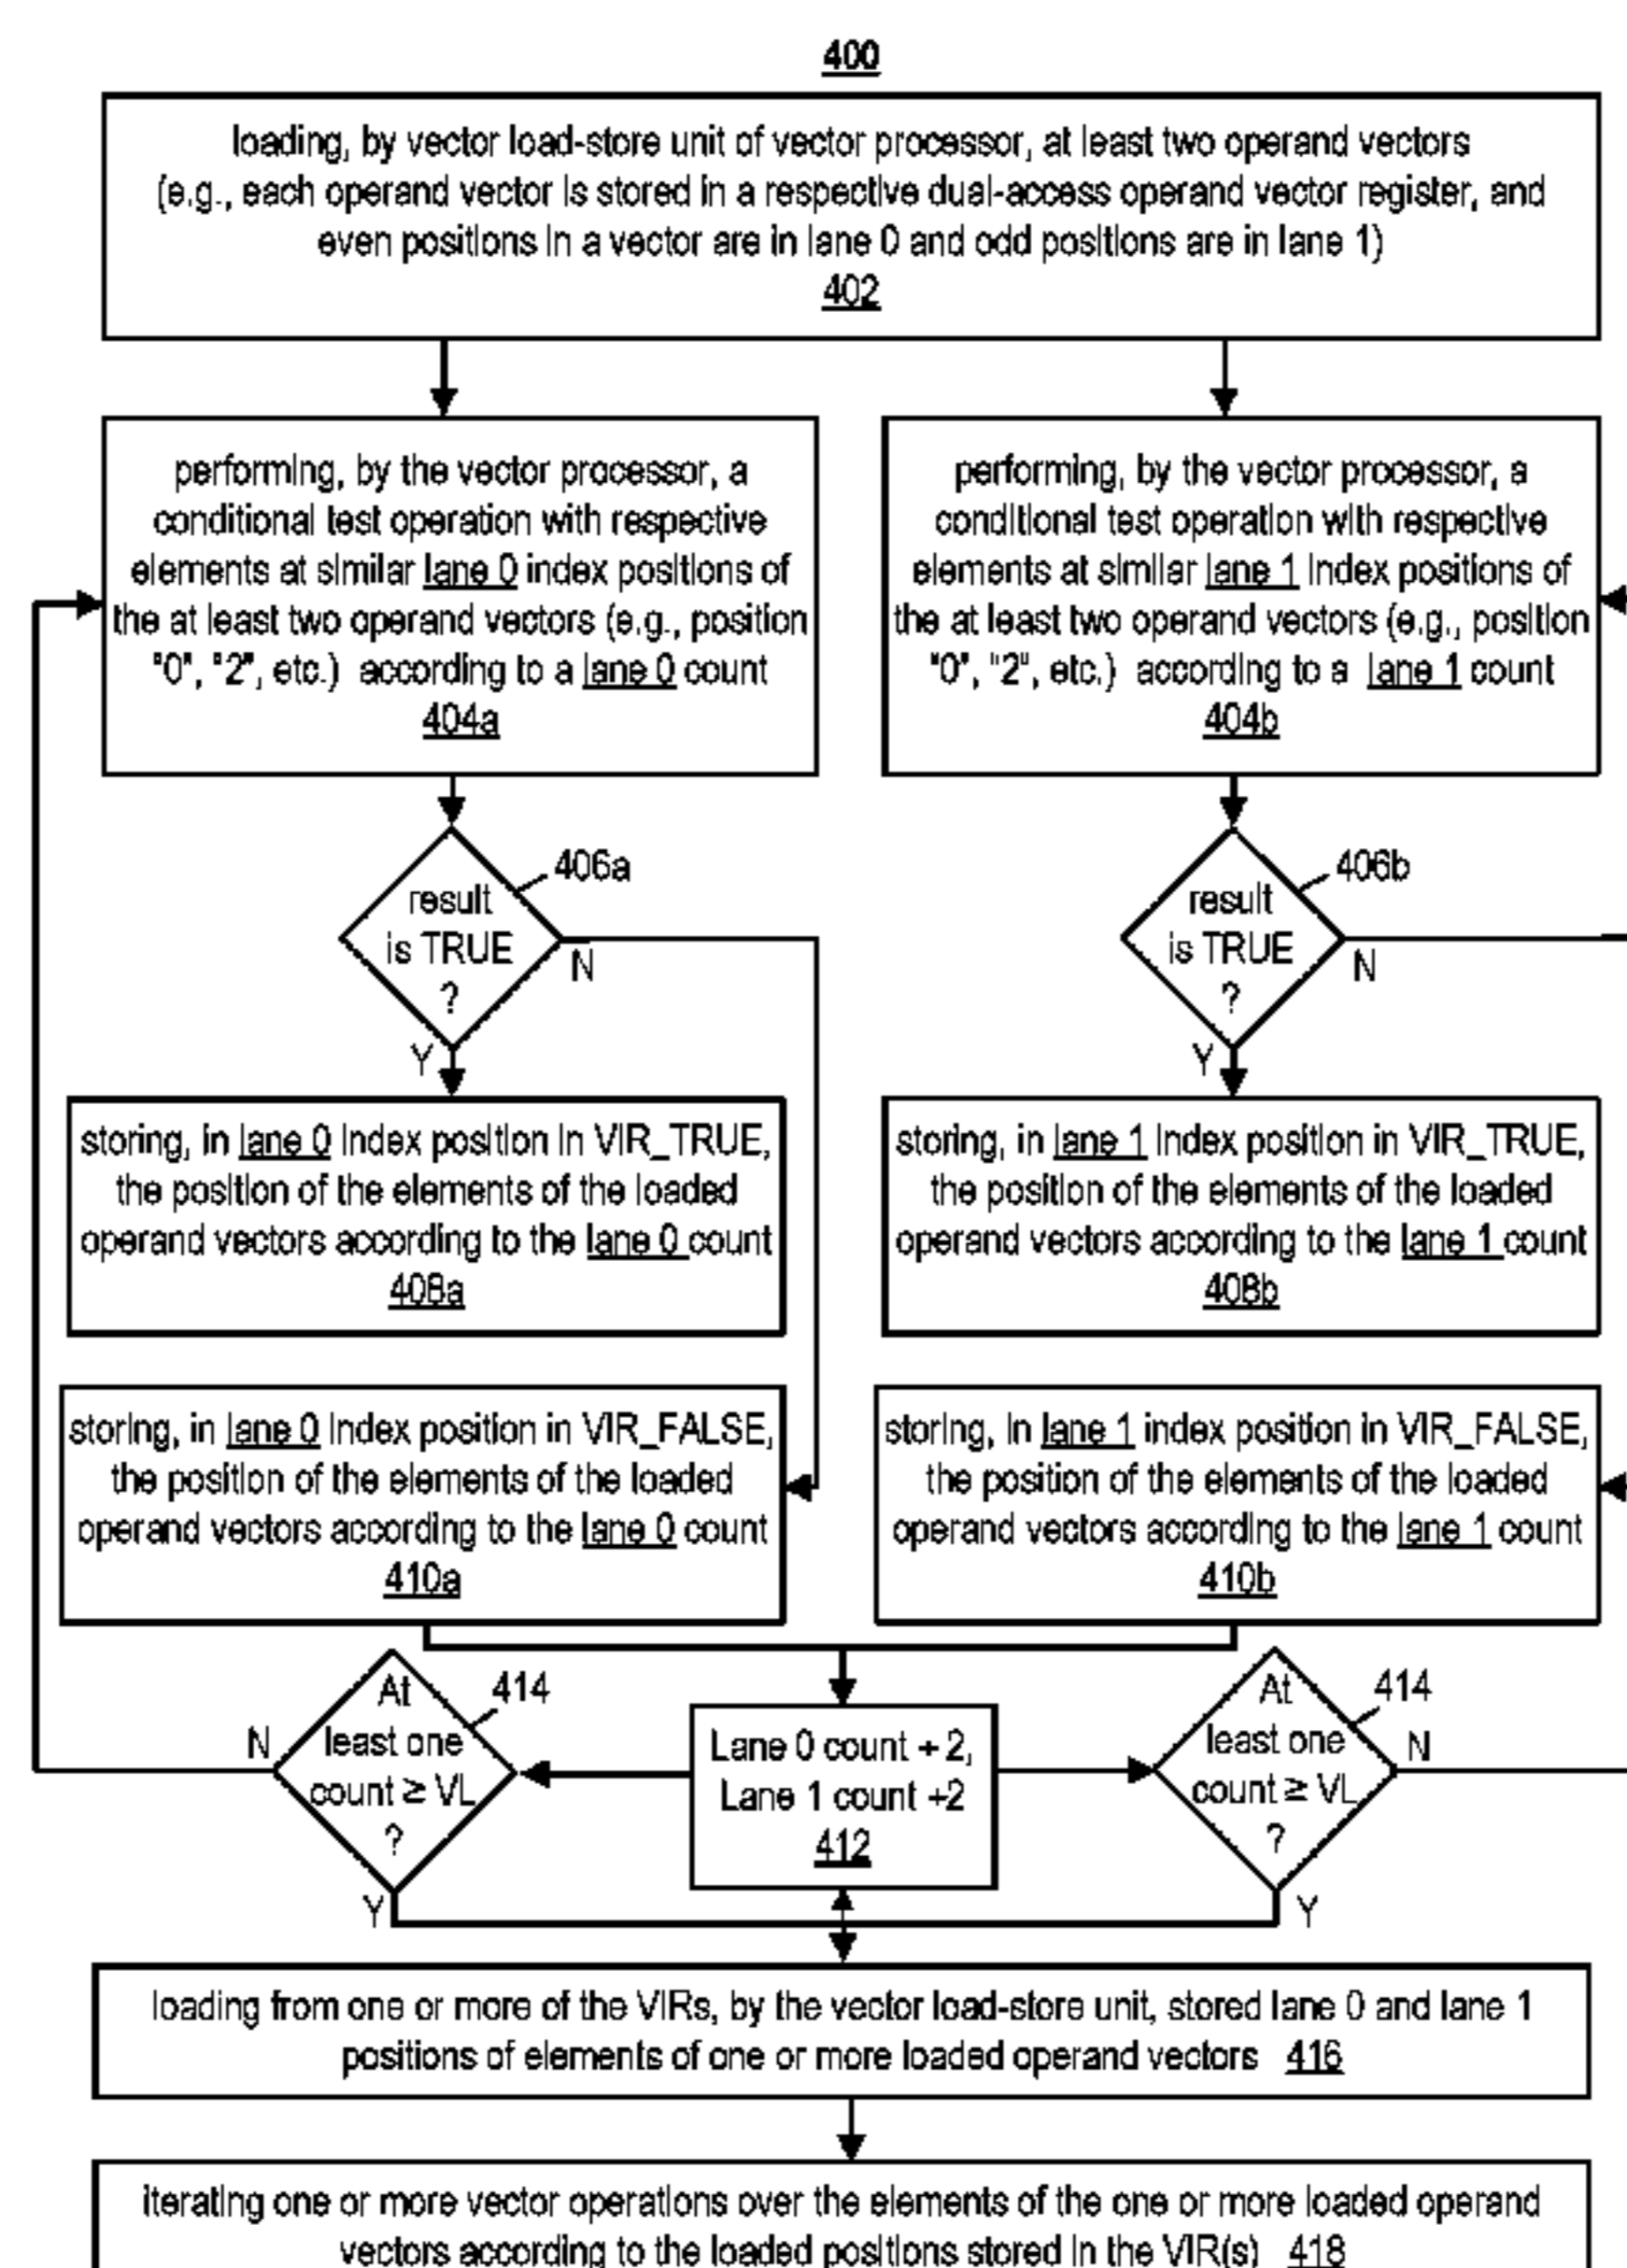 400
loading, by vector load-store unit of vector processor, at least two operand vectors
(e.g., each operand vector is stored in a respective dual-access operand vector register, and
even positions in a vector are in lane 0 and odd positions are in lane 1)
402
performing, by the vector processor, a
conditional test operation with respective
elements at similar lane 0 index positions of
the at least two operand vectors (e.g., position
"0", "2", etc.) according to a lane 0 count
404a
performing, by the vector processor, a
conditional test operation with respective
elements at similar lane 1 index positions of
the at least two operand vectors (e.g., position
"0", "2", etc.) according to a lane 1 count
404b
406a
result
is TRUE
?
N
Y
406b
result
is TRUE
?
N
Y
storing, in lane 0 index position in VIR_TRUE,
the position of the elements of the loaded
operand vectors according to the lane 0 count
408a
storing, in lane 1 index position in VIR_TRUE,
the position of the elements of the loaded
operand vectors according to the lane 1 count
408b
storing, in lane 0 index position in VIR_FALSE,
the position of the elements of the loaded
operand vectors according to the lane 0 count
410a
storing, in lane 1 index position in VIR_FALSE,
the position of the elements of the loaded
operand vectors according to the lane 1 count
410b
414
At
least one
count ≥ VL
?
N
Y
Lane 0 count + 2,
Lane 1 count +2
412
414
At
least one
count ≥ VL
?
N
Y
loading from one or more of the VIRs, by the vector load-store unit, stored lane 0 and lane 1
positions of elements of one or more loaded operand vectors 416
iterating one or more vector operations over the elements of the one or more loaded operand
vectors according to the loaded positions stored in the VIR(s) 418